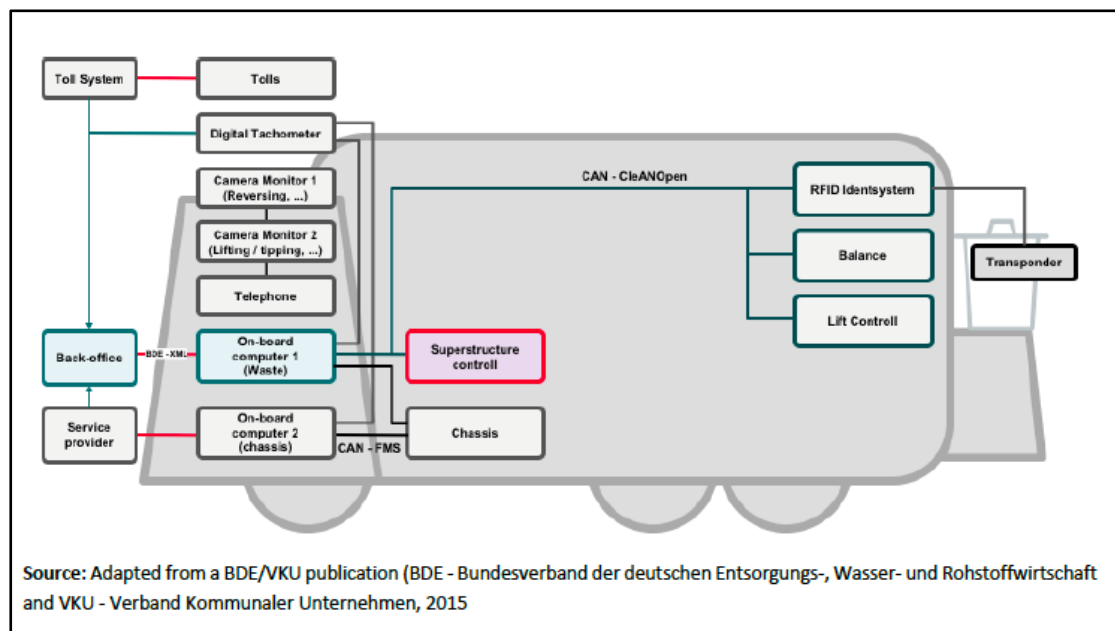 Toll System
Tolls
Digital Tachometer
Camera Monitor 1
(Reversing, ...)
CAN - CleANOpen
RFID Identsystem
Camera Monitor 2
(Lifting / tipping, ...)
Balance
Transponder
Telephone
Lift Controll
Back-office
BDE -XML
On-board
computer 1
(Waste)
Superstructure
controll
Service
provider
On-board
computer 2
(chassis)
CAN - FMS
Chassis
Source: Adapted from a BDE/VKU publication (BDE - Bundesverband der deutschen Entsorgungs-, Wasser- und Rohstoffwirtschaft
and VKU - Verband Kommunaler Unternehmen, 2015